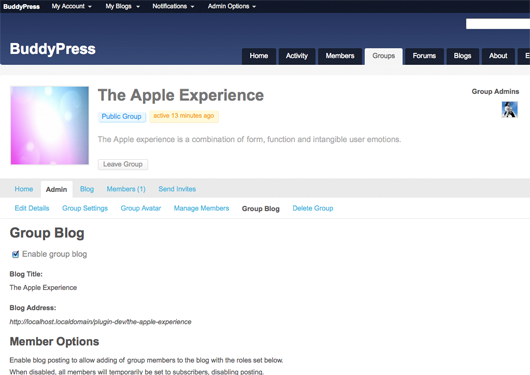 BuddyPress My Account My Blogs Notifications Admin Options
BuddyPress
Home Activity Members Groups Forums Blogs About
The Apple Experience
Group Admins
Public Group active 13 minutes ago
The Apple experience is a combination of form, function and intangible user emotions.
Leave Group
Home Admin Blog Members (1) Send Invites
Edit Details Group Settings Group Avatar Manage Members Group Blog Delete Group
Group Blog
Enable group blog
Blog Title:
The Apple Experience
Blog Address:
http://localhost.localdomain/plugin-dev/the-apple-experience
Member Options
Enable blog posting to allow adding of group members to the blog with the roles set below.
When disabled, all members will temporarily be set to subscribers, disabling posting.